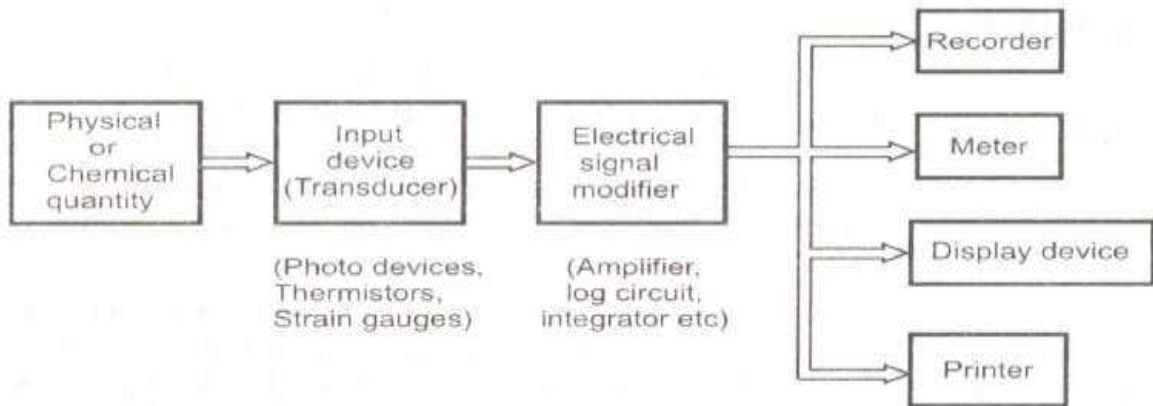 Physical
or
Chemical
quantity
Input
device
(Transducer)
(Photo devices,
Thermistors,
Strain gauges)
Electrical
signal
modifier
(Amplifier,
log circuit,
integrator etc)
Recorder
Meter
Display device
Printer